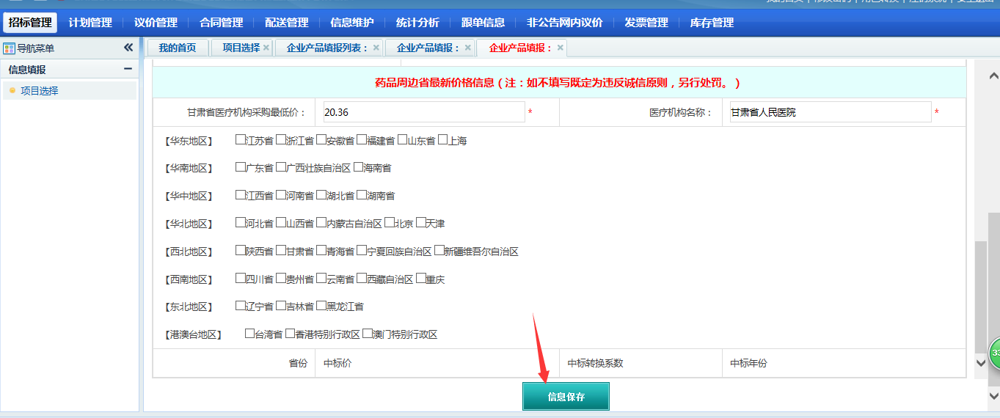 招标管理 计划管理 议价管理 合同管理 配送管理 信息维护 统计分析 跟单信息 非公告网内议价 发票管理 库存管理
导航菜单 «
我的首页 项目选择 × 企业产品填报列表： × 企业产品填报： × 企业产品填报： ×
信息填报 −
项目选择
药品周边省最新价格信息（注：如不填写既定为违反诚信原则，另行处罚。）
甘肃省医疗机构采购最低价： 20.36 * 医疗机构名称： 甘肃省人民医院 *
【华东地区】 江苏省 浙江省 安徽省 福建省 山东省 上海
【华南地区】 广东省 广西壮族自治区 海南省
【华中地区】 江西省 河南省 湖北省 湖南省
【华北地区】 河北省 山西省 内蒙古自治区 北京 天津
【西北地区】 陕西省 甘肃省 青海省 宁夏回族自治区 新疆维吾尔自治区
【西南地区】 四川省 贵州省 云南省 西藏自治区 重庆
【东北地区】 辽宁省 吉林省 黑龙江省
【港澳台地区】 台湾省 香港特别行政区 澳门特别行政区
省份 中标价 中标转换系数 中标年份
信息保存